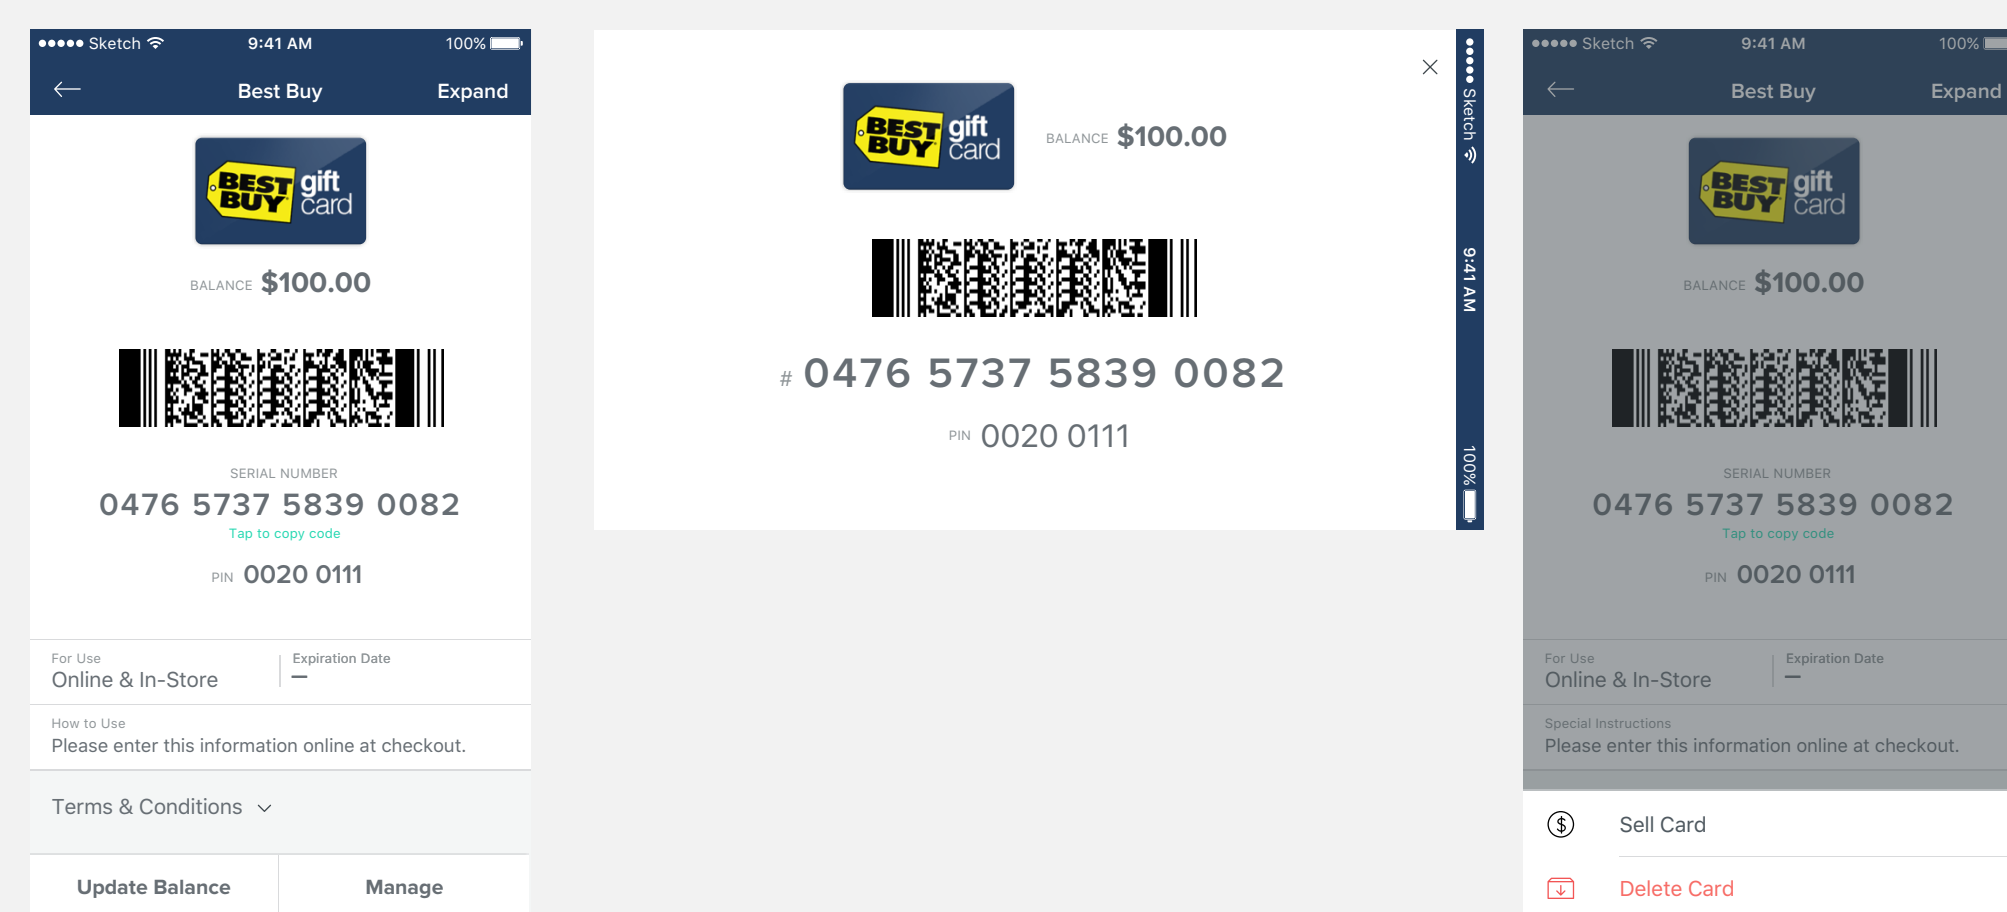 Sketch 9:41 AM 100%
Best Buy Expand
BEST BUY gift card
BALANCE $100.00
SERIAL NUMBER
0476 5737 5839 0082
Tap to copy code
PIN 0020 0111
For Use
Online & In-Store
Expiration Date
—
How to Use
Please enter this information online at checkout.
Terms & Conditions
Update Balance Manage
BEST BUY gift card
BALANCE $100.00
# 0476 5737 5839 0082
PIN 0020 0111
Sketch 9:41 AM 100%
Sketch 9:41 AM 100%
Best Buy Expand
BEST BUY gift card
BALANCE $100.00
SERIAL NUMBER
0476 5737 5839 0082
Tap to copy code
PIN 0020 0111
For Use
Online & In-Store
Expiration Date
—
Special Instructions
Please enter this information online at checkout.
$ Sell Card
Delete Card